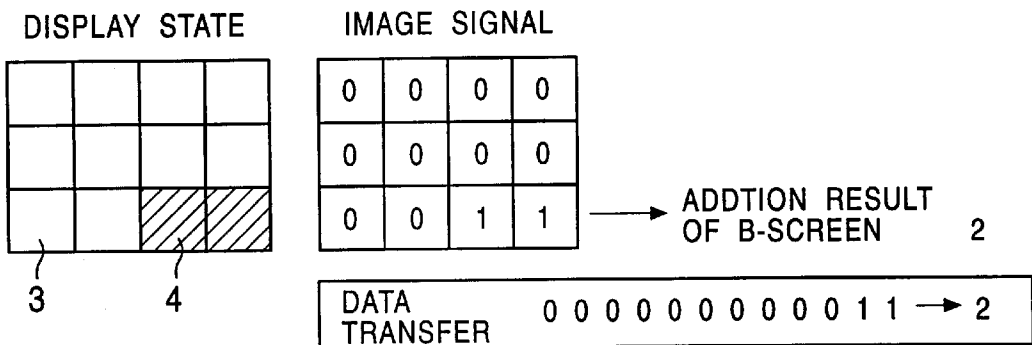 DISPLAY STATE
IMAGE SIGNAL
0 0 0 0
0 0 0 0
0 0 1 1
ADDTION RESULT
OF B-SCREEN 2
3 4
DATA
TRANSFER
0 0 0 0 0 0 0 0 0 0 1 1 → 2